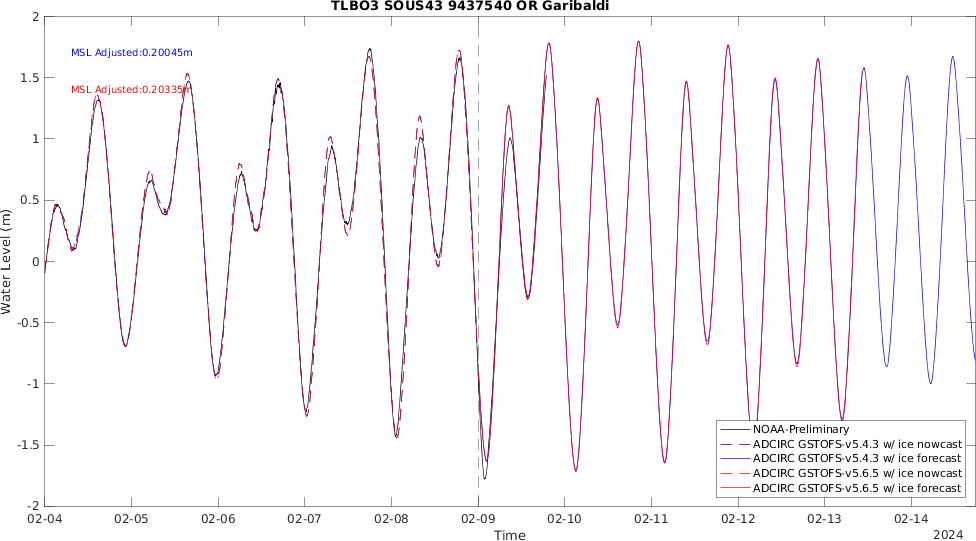 TLBO3 SOUS43 9437540 OR Garibaldi
MSL Adjusted:0.20045m
MSL Adjusted:0.20335m
Water Level (m)
2
1.5
1
0.5
0
-0.5
-1
-1.5
-2
NOAA-Preliminary
ADCIRC GSTOFS-v5.4.3 w/ ice nowcast
ADCIRC GSTOFS-v5.4.3 w/ ice forecast
ADCIRC GSTOFS-v5.6.5 w/ ice nowcast
ADCIRC GSTOFS-v5.6.5 w/ ice forecast
02-04 02-05 02-06 02-07 02-08 02-09 02-10 02-11 02-12 02-13 02-14
Time
2024